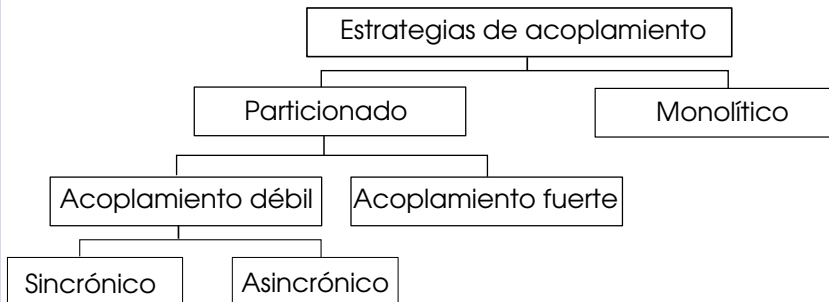 Estrategias de acoplamiento
Particionado
Monolítico
Acoplamiento débil
Acoplamiento fuerte
Sincrónico
Asincrónico